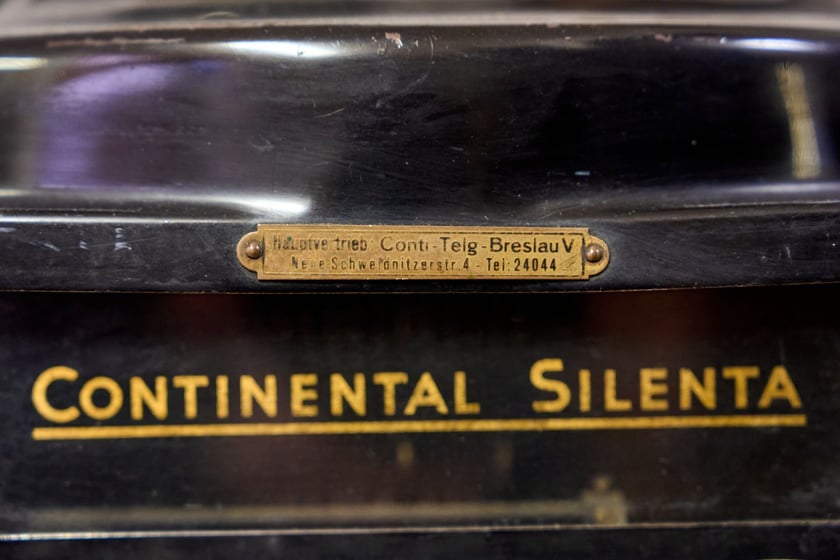 Hauptvertrieb: Conti-Telg-Breslau V
Neue Schweidnitzerstr. 4 - Tel: 24044
CONTINENTAL SILENTA